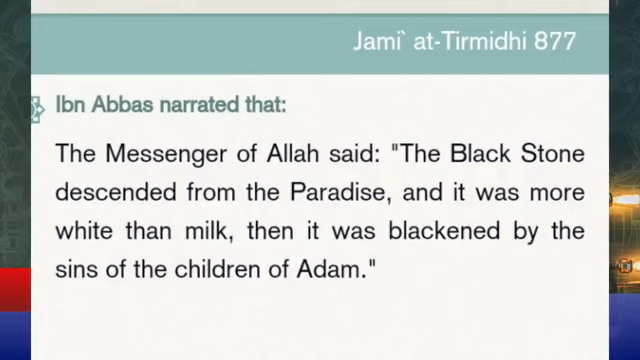 Jami` at-Tirmidhi 877
Ibn Abbas narrated that:
The Messenger of Allah said: "The Black Stone
descended from the Paradise, and it was more
white than milk, then it was blackened by the
sins of the children of Adam."